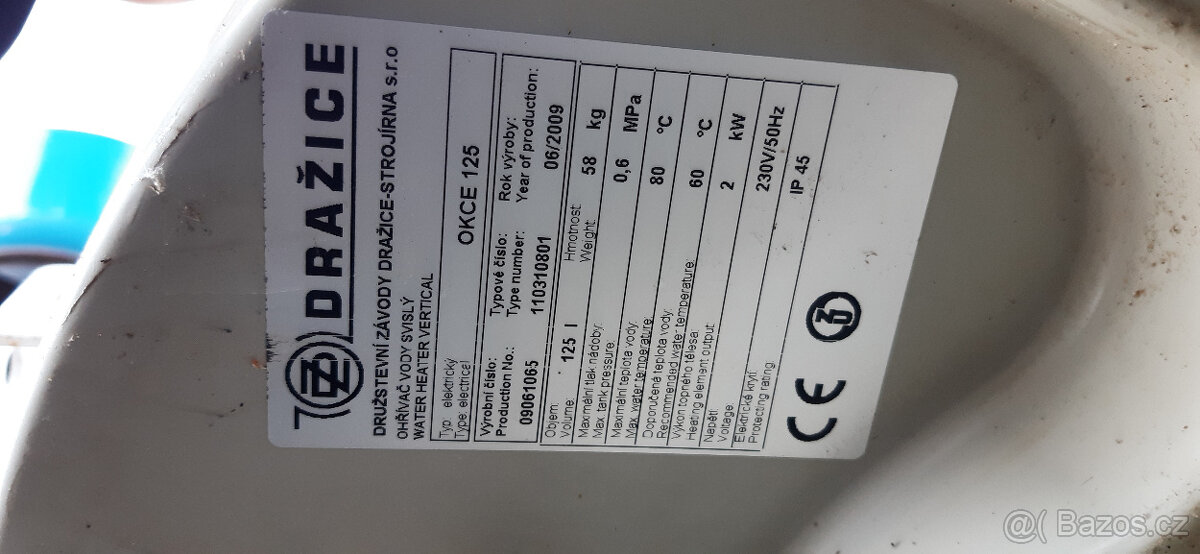 DRAŽICE
DRUŽSTEVNÍ ZÁVODY DRAŽICE-STROJÍRNA s.r.o
OHŘÍVAČ VODY SVISLÝ
WATER HEATER VERTICAL
Typ elektrický
Type electrical
OKCE 125
Výrobní číslo: Typové číslo: Rok výroby:
Production No.: Type number: Year of production:
09061065 110310801 06/2009
Objem Hmotnost
Volume: 125 l Weight: 58 kg
Maximální tlak nádoby:
Max. tank pressure: 0,6 MPa
Maximální teplota vody
Max water temperature: 80 °C
Doporučená teplota vody:
Recommended water temperature: 60 °C
Výkon topného tělesa:
Heating element output 2 kW
Napětí
Voltage 230V/50Hz
Elektrické krytí
Protecting rating: IP 45
CE
@( Bazos.cz